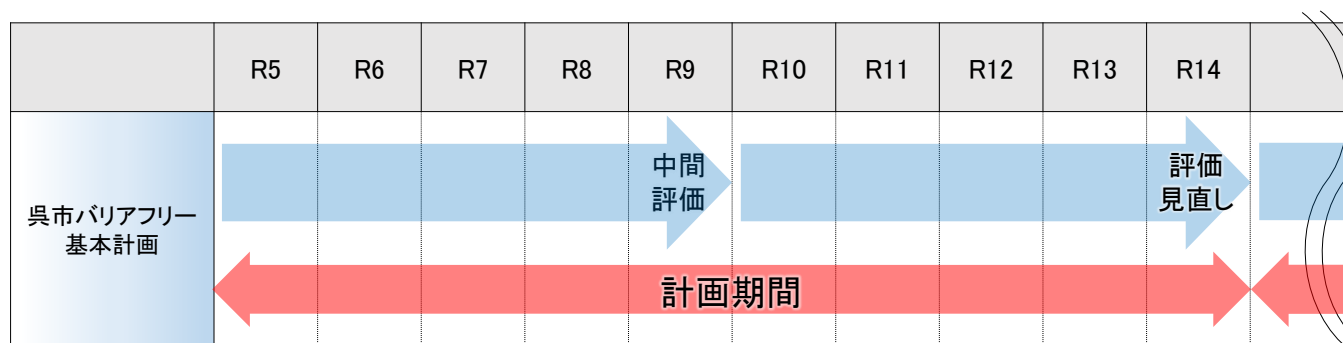 R5 R6 R7 R8 R9 R10 R11 R12 R13 R14
呉市バリアフリー
基本計画
中間
評価
評価
見直し
計画期間